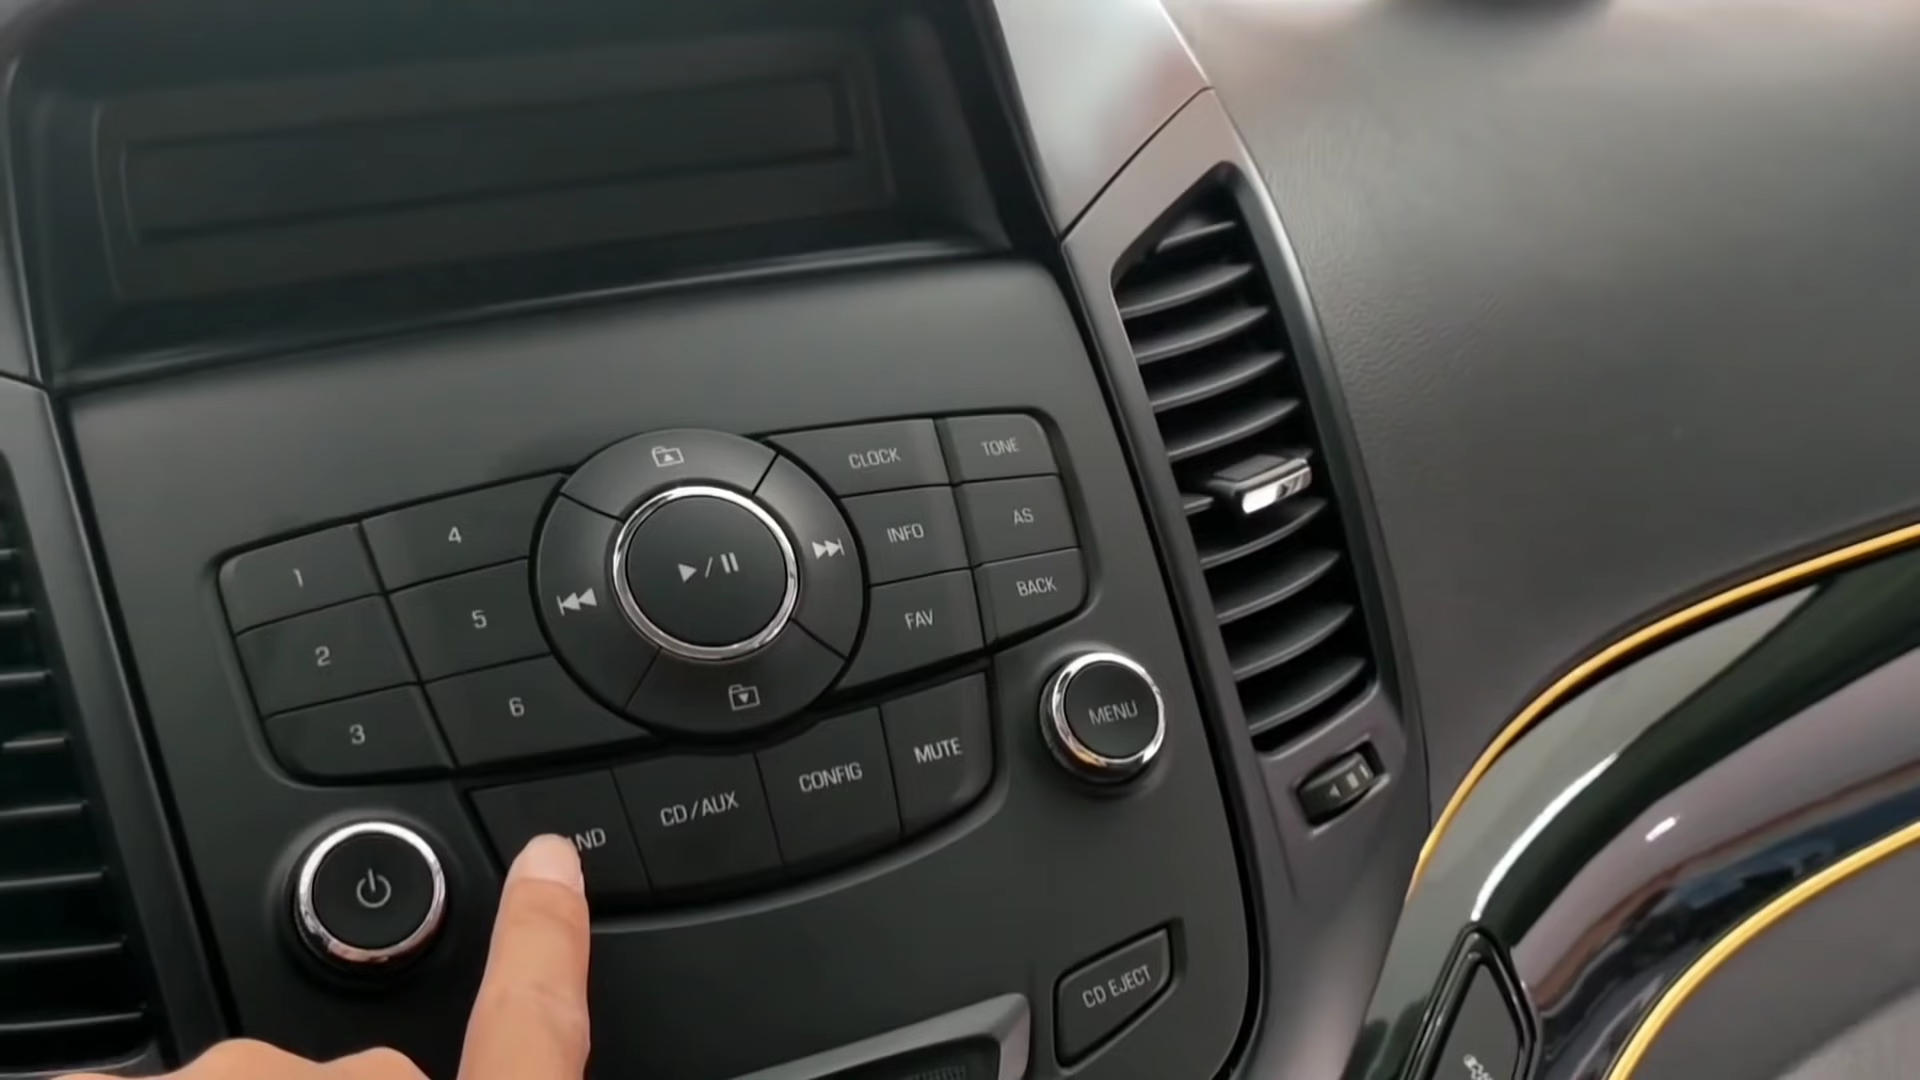 1
4
2
5
3
6
CLOCK
TONE
INFO
AS
FAV
BACK
ND
CD/AUX
CONFIG
MUTE
MENU
CD EJECT